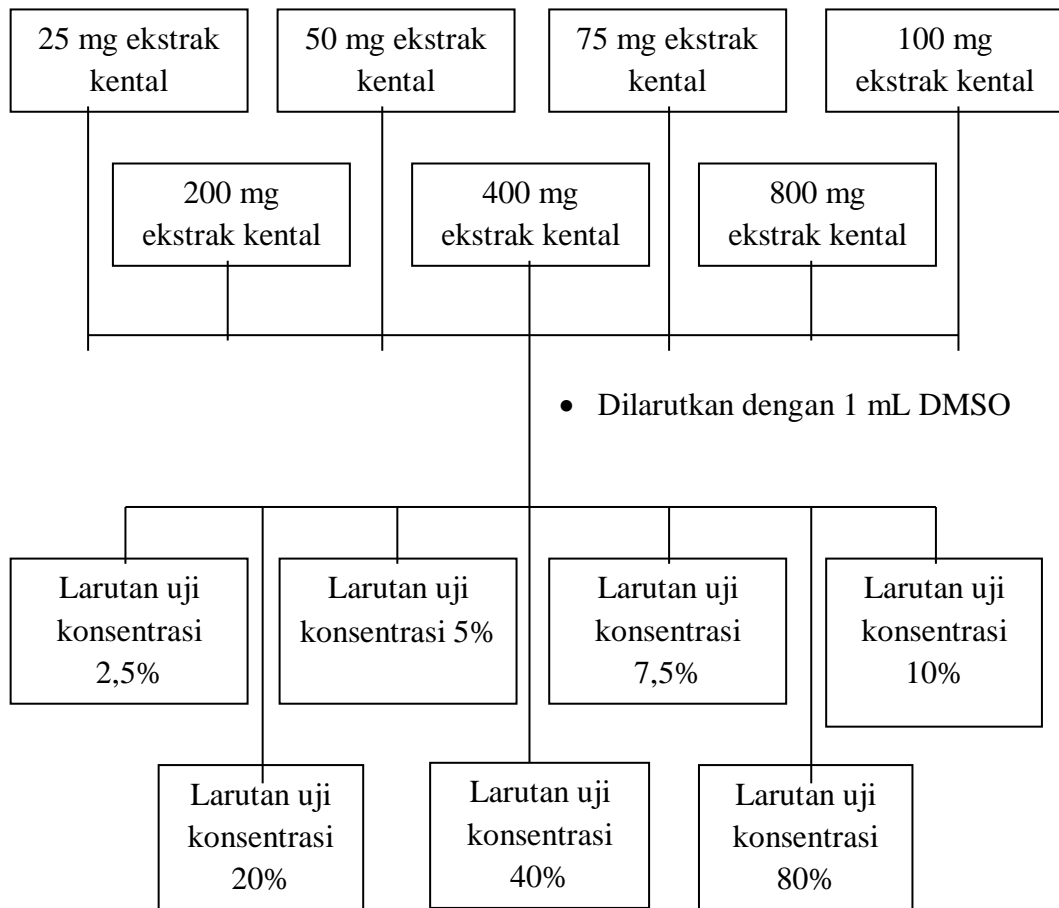 25 mg ekstrak
kental
50 mg ekstrak
kental
75 mg ekstrak
kental
100 mg
ekstrak kental
200 mg
ekstrak kental
400 mg
ekstrak kental
800 mg
ekstrak kental
• Dilarutkan dengan 1 mL DMSO
Larutan uji
konsentrasi
2,5%
Larutan uji
konsentrasi 5%
Larutan uji
konsentrasi
7,5%
Larutan uji
konsentrasi
10%
Larutan uji
konsentrasi
20%
Larutan uji
konsentrasi
40%
Larutan uji
konsentrasi
80%